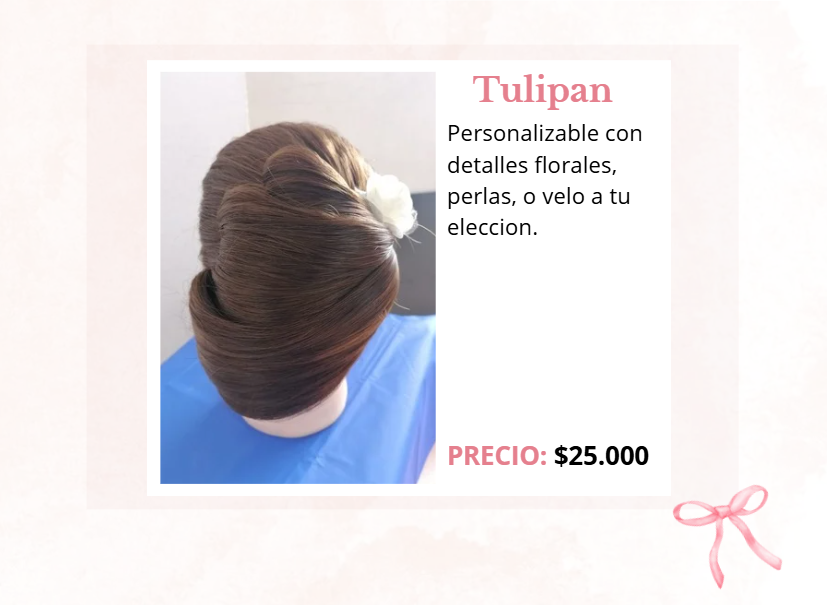 Tulipan
Personalizable con
detalles florales,
perlas, o velo a tu
eleccion.
PRECIO: $25.000